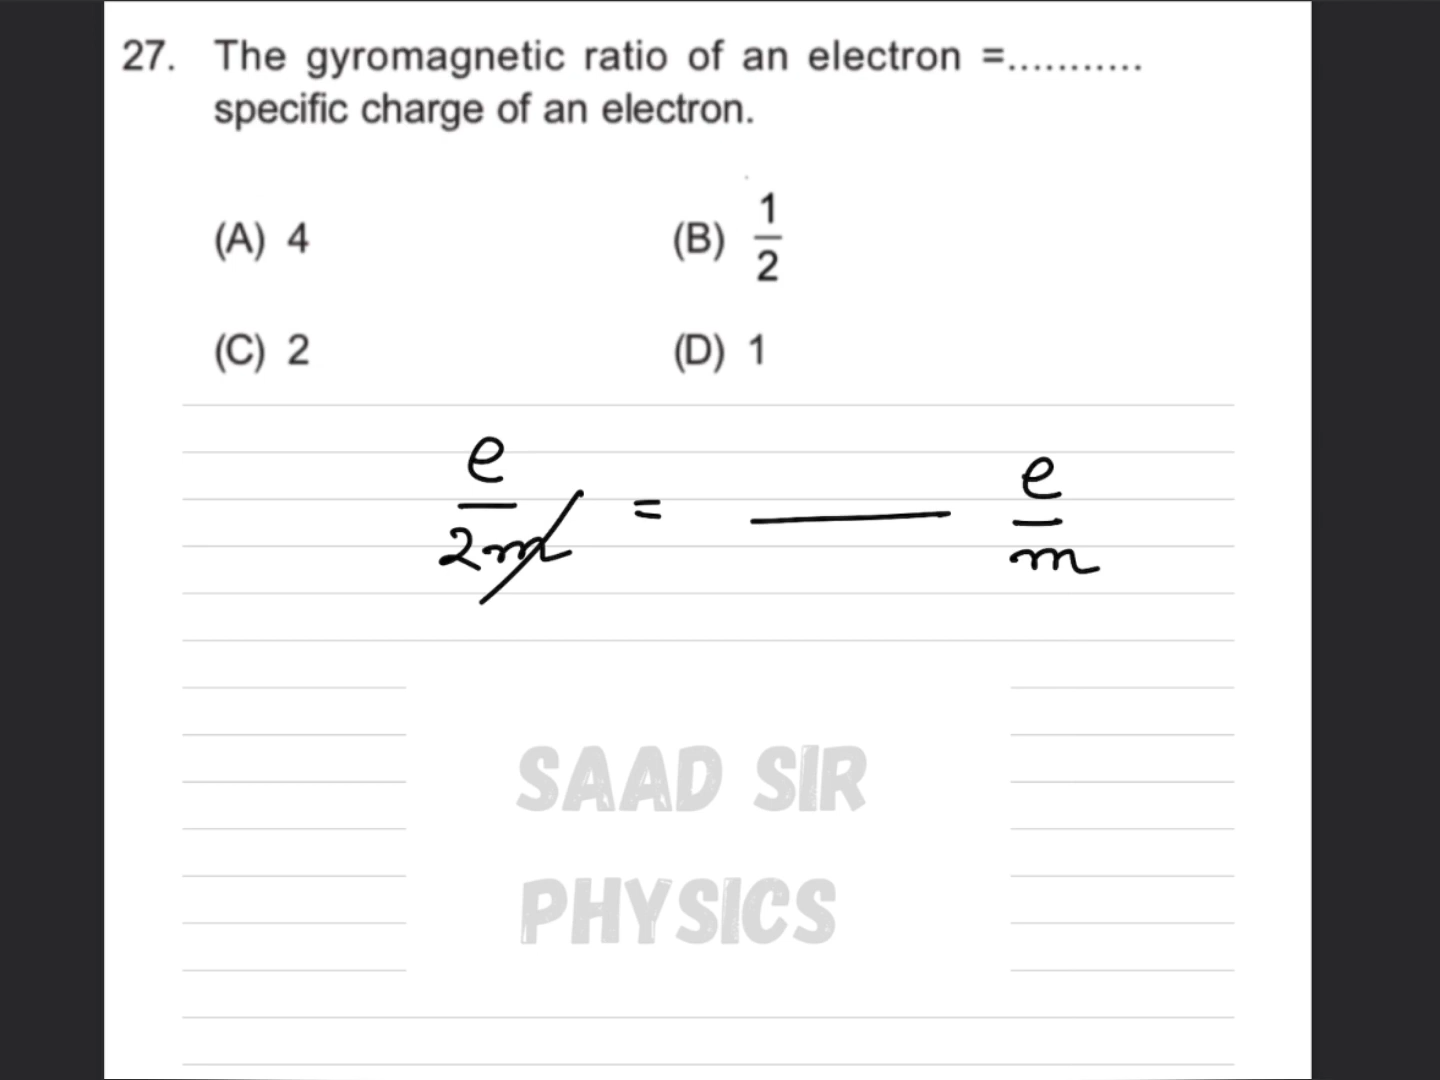 27. The gyromagnetic ratio of an electron =...........
specific charge of an electron.
(A) 4 (B) 1/2
(C) 2 (D) 1
e/2m = ____ e/m
SAAD SIR
PHYSICS